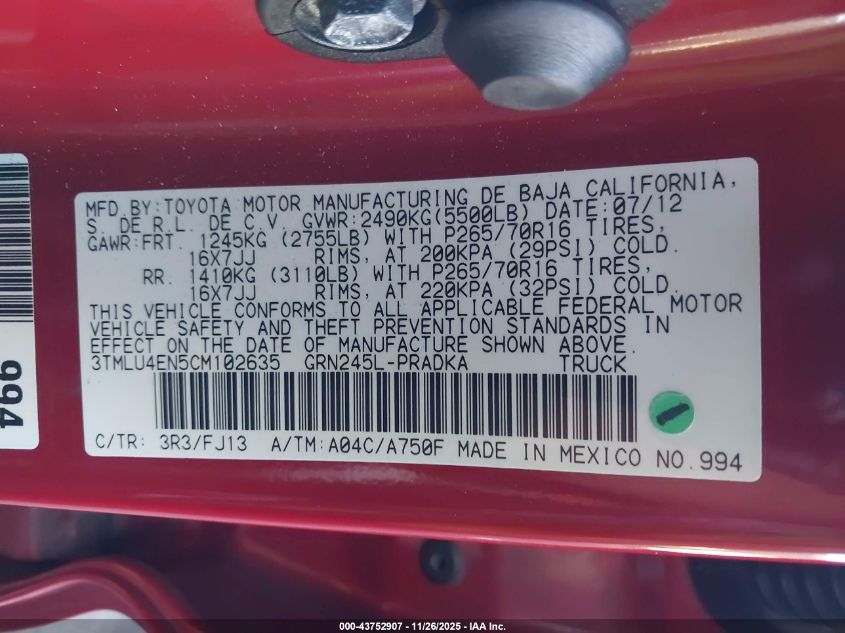 MFD.BY:TOYOTA MOTOR MANUFACTURING DE BAJA CALIFORNIA,
S. DE R.L. DE C.V. GVWR:2490KG(5500LB) DATE:07/12
GAWR:FRT. 1245KG (2755LB) WITH P265/70R16 TIRES,
16X7JJ RIMS, AT 200KPA (29PSI) COLD.
RR. 1410KG (3110LB) WITH P265/70R16 TIRES,
16X7JJ RIMS, AT 220KPA (32PSI) COLD.
THIS VEHICLE CONFORMS TO ALL APPLICABLE FEDERAL MOTOR
VEHICLE SAFETY AND THEFT PREVENTION STANDARDS IN
EFFECT ON THE DATE OF MANUFACTURE SHOWN ABOVE.
3TMLU4EN5CM102635 GRN245L-PRADKA TRUCK
C/TR: 3R3/FJ13 A/TM:A04C/A750F MADE IN MEXICO NO.994
994
000-43752907 - 11/26/2025 - IAA Inc.